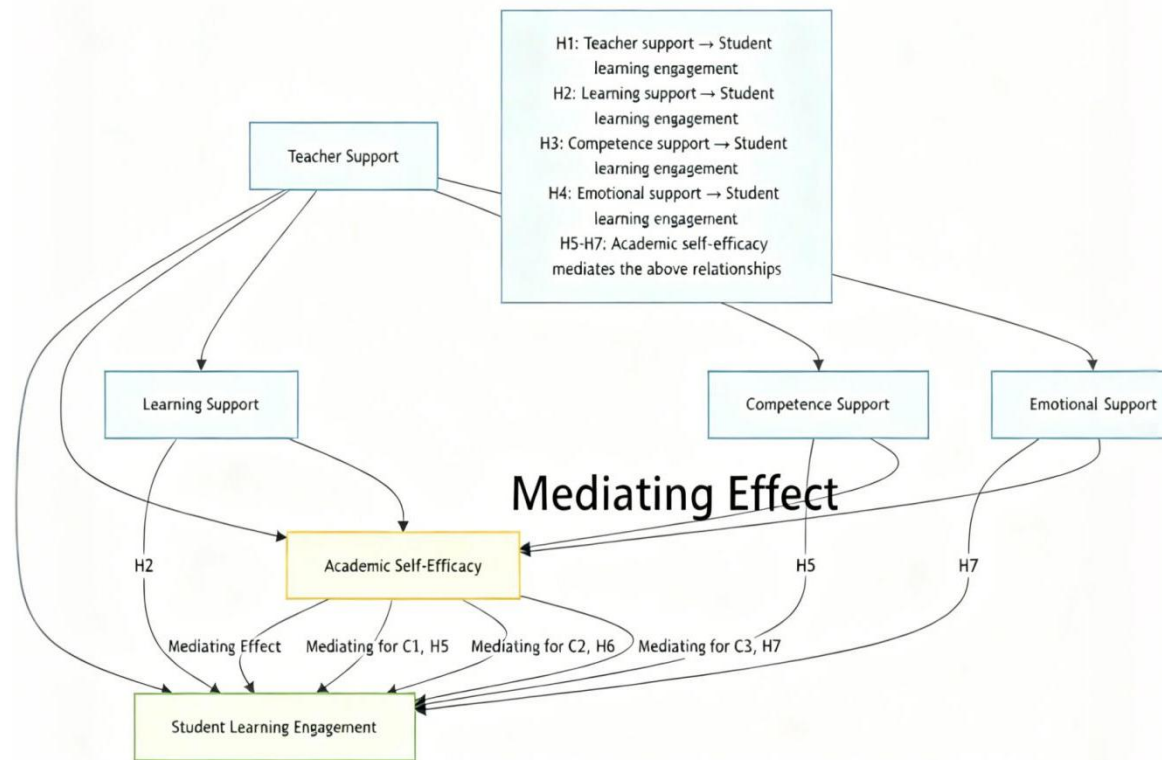 H1: Teacher support → Student
learning engagement
H2: Learning support → Student
learning engagement
H3: Competence support → Student
learning engagement
H4: Emotional support → Student
learning engagement
H5-H7: Academic self-efficacy
mediates the above relationships
Teacher Support
Learning Support
Competence Support
Emotional Support
Mediating Effect
Academic Self-Efficacy
H2
H5
H7
Mediating Effect
Mediating for C1, H5
Mediating for C2, H6
Mediating for C3, H7
Student Learning Engagement